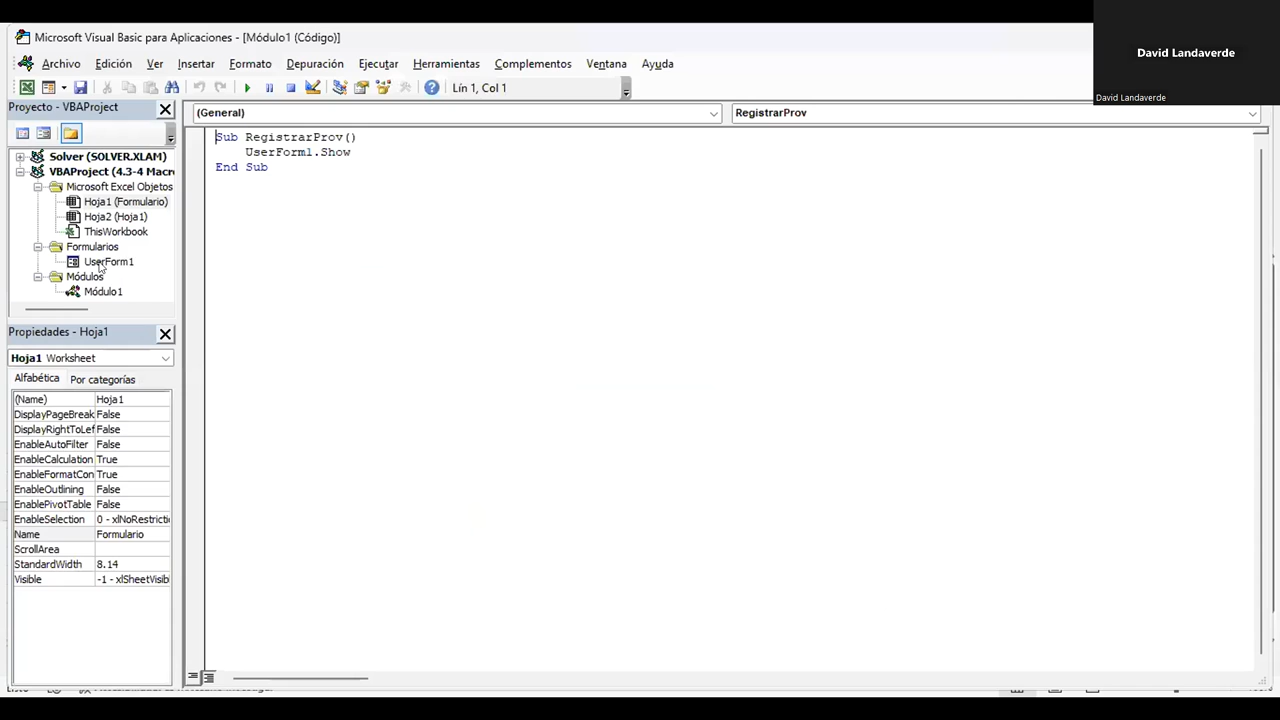 Microsoft Visual Basic para Aplicaciones - [Módulo1 (Código)]
David Landaverde
David Landaverde
Archivo Edición Ver Insertar Formato Depuración Ejecutar Herramientas Complementos Ventana Ayuda
Lín 1, Col 1
Proyecto - VBAProject
(General)
RegistrarProv
Solver (SOLVER.XLAM)
VBAProject (4.3-4 Macro
Microsoft Excel Objetos
Hoja1 (Formulario)
Hoja2 (Hoja1)
ThisWorkbook
Formularios
UserForm1
Módulos
Módulo1
Sub RegistrarProv()
UserForm1.Show
End Sub
Propiedades - Hoja1
Hoja1 Worksheet
Alfabética Por categorías
(Name) Hoja1
DisplayPageBreak False
DisplayRightToLef False
EnableAutoFilter False
EnableCalculation True
EnableFormatCon True
EnableOutlining False
EnablePivotTable False
EnableSelection 0 - xlNoRestricti
Name Formulario
ScrollArea
StandardWidth 8.14
Visible -1 - xlSheetVisib